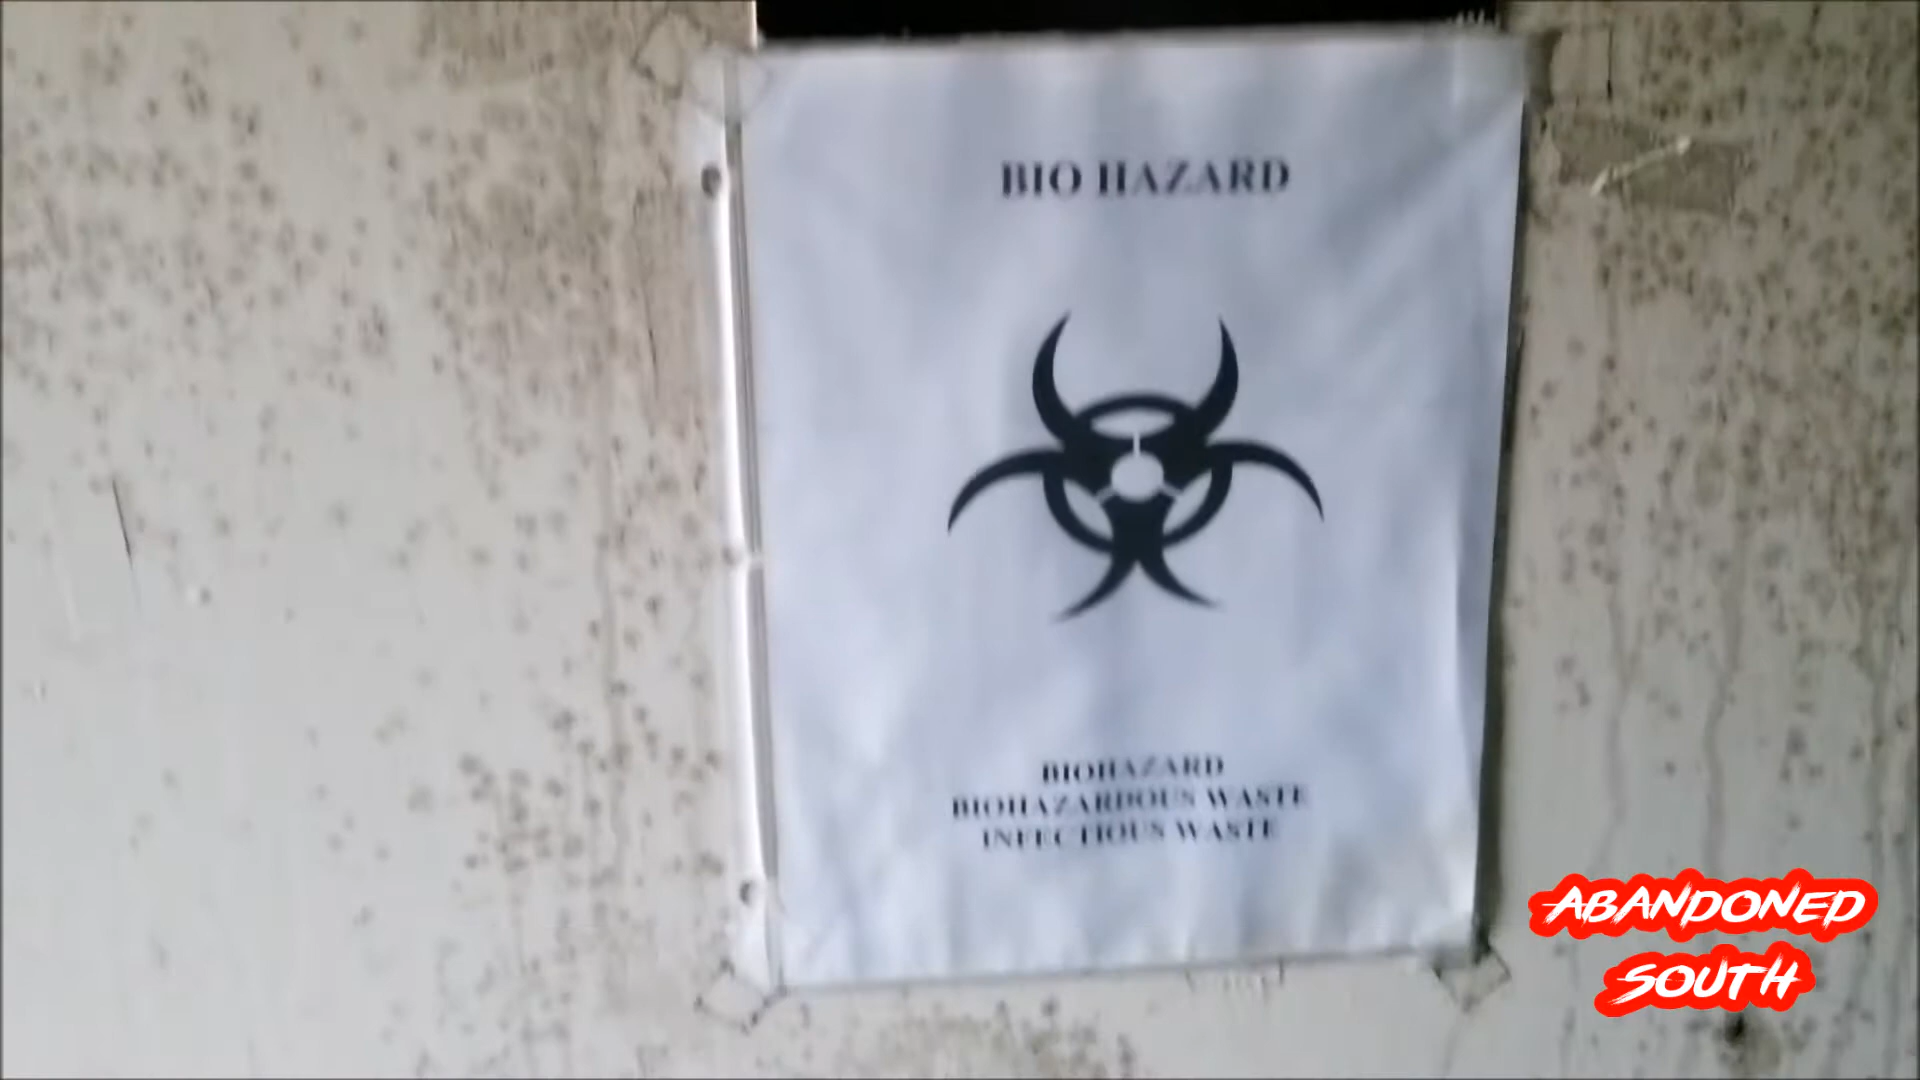 BIO HAZARD
BIOHAZARD
BIOHAZARDOUS WASTE
INFECTIOUS WASTE
ABANDONED
SOUTH